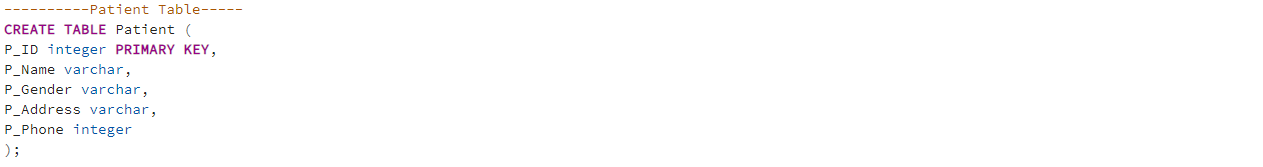 ----------Patient Table-----
CREATE TABLE Patient (
P_ID integer PRIMARY KEY,
P_Name varchar,
P_Gender varchar,
P_Address varchar,
P_Phone integer
);